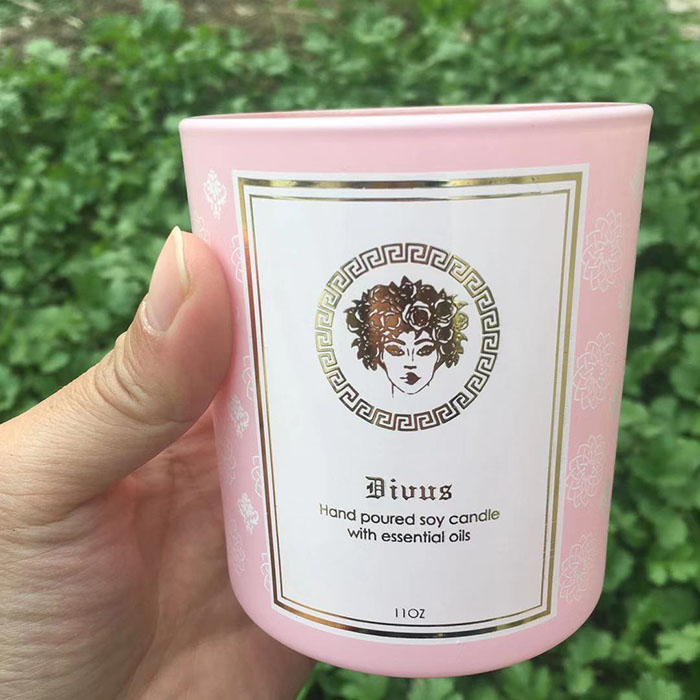 Divus
Hand poured soy candle
with essential oils
11OZ